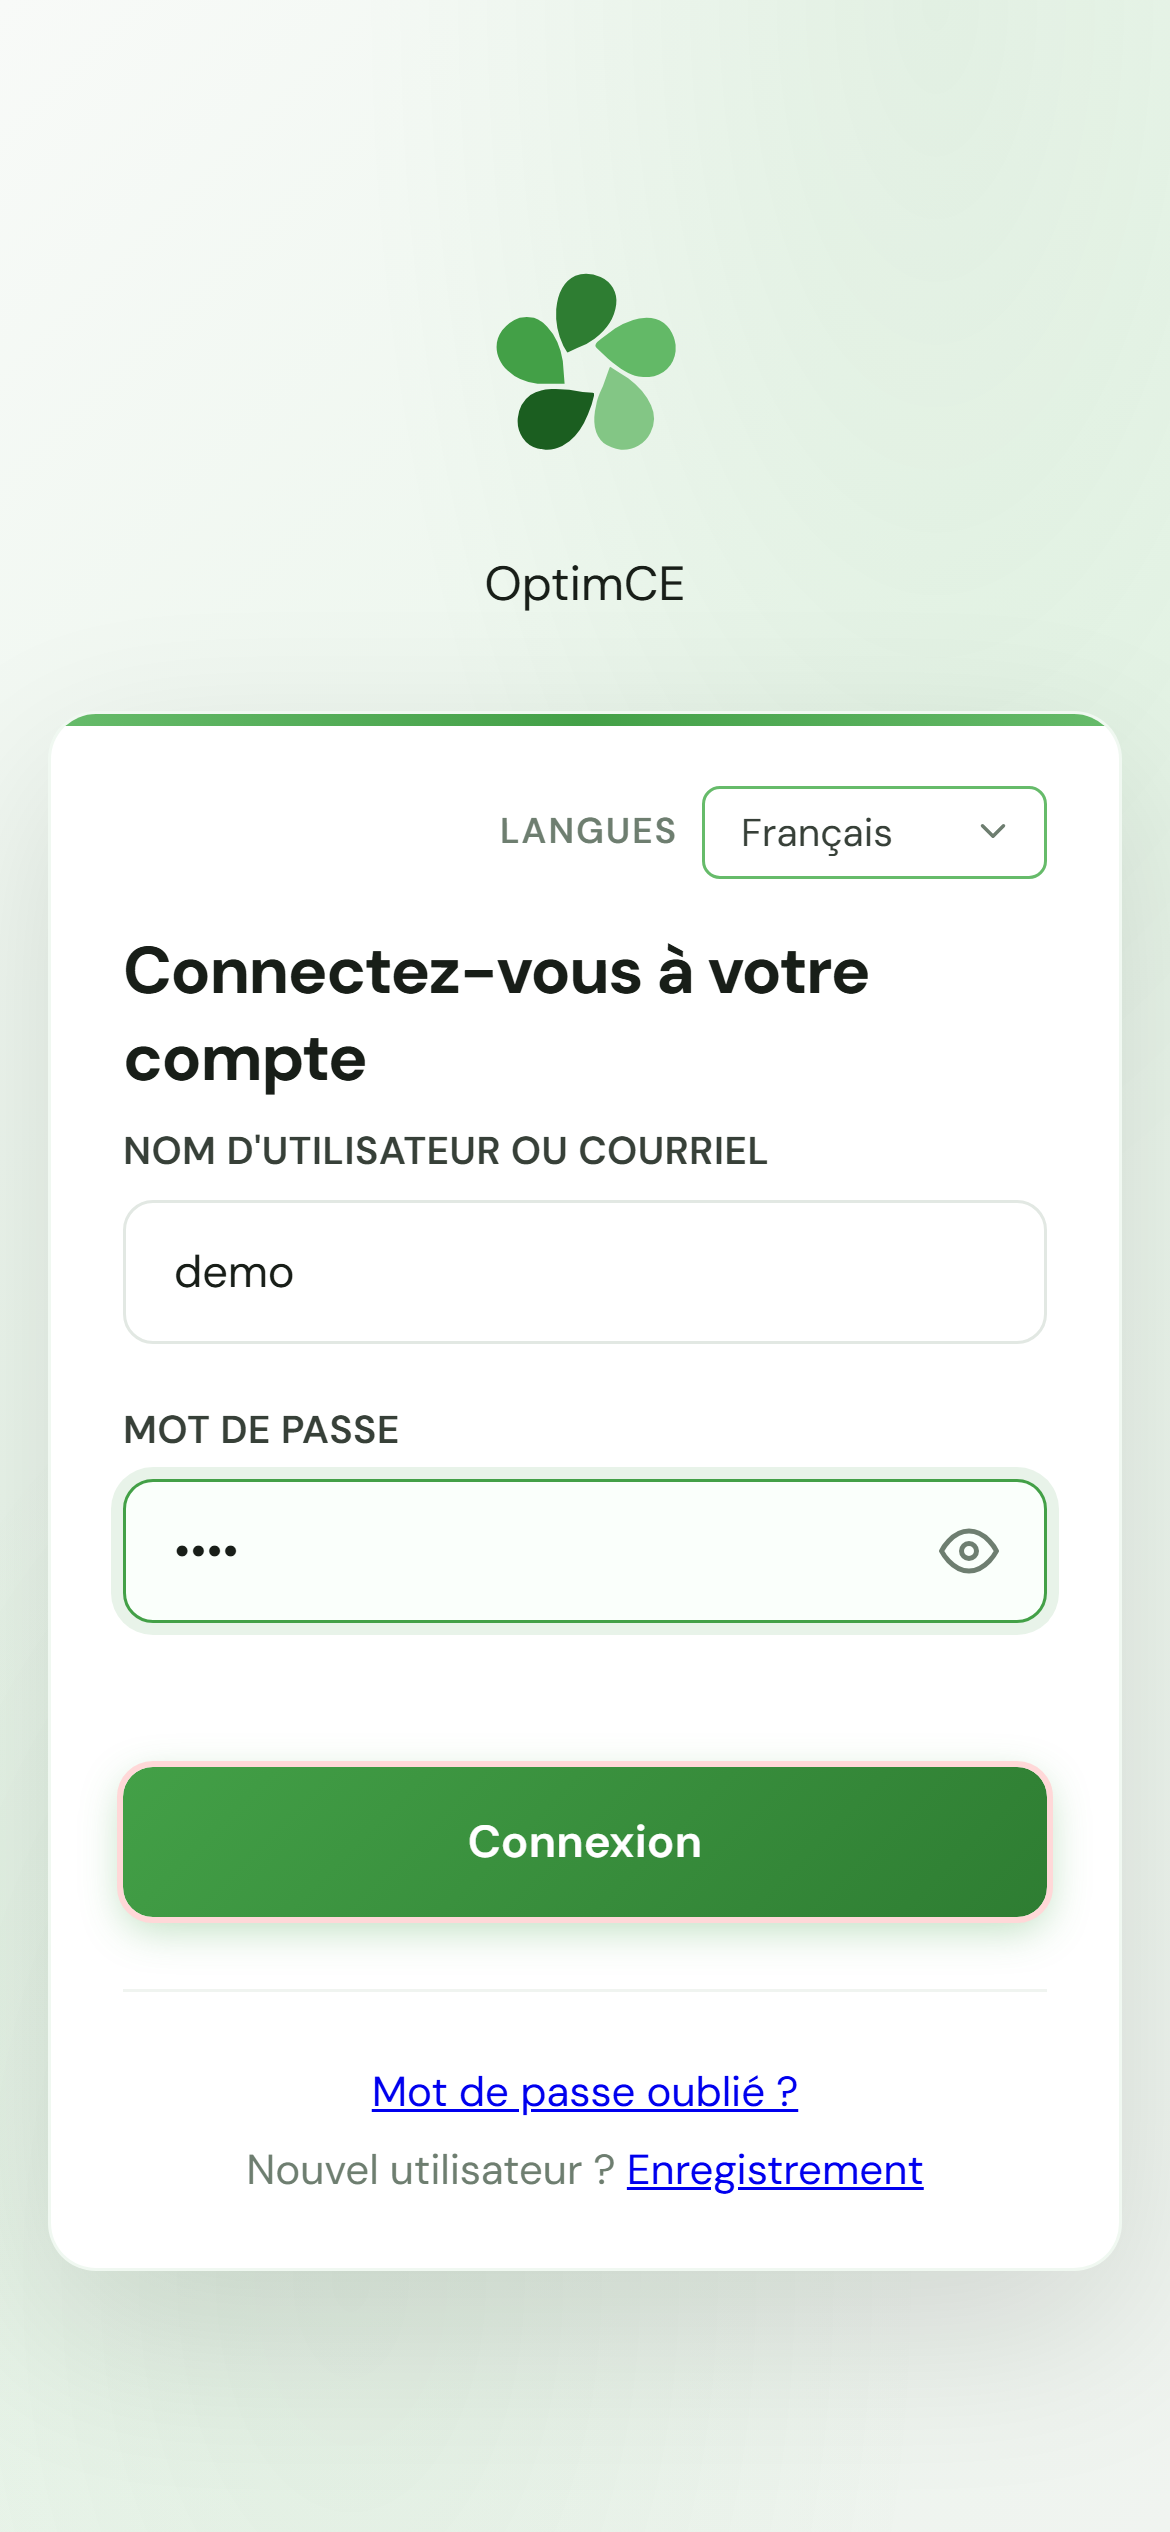 OptimCE
LANGUES Français
Connectez-vous à votre
compte
NOM D'UTILISATEUR OU COURRIEL
demo
MOT DE PASSE
••••
Connexion
Mot de passe oublié ?
Nouvel utilisateur ? Enregistrement